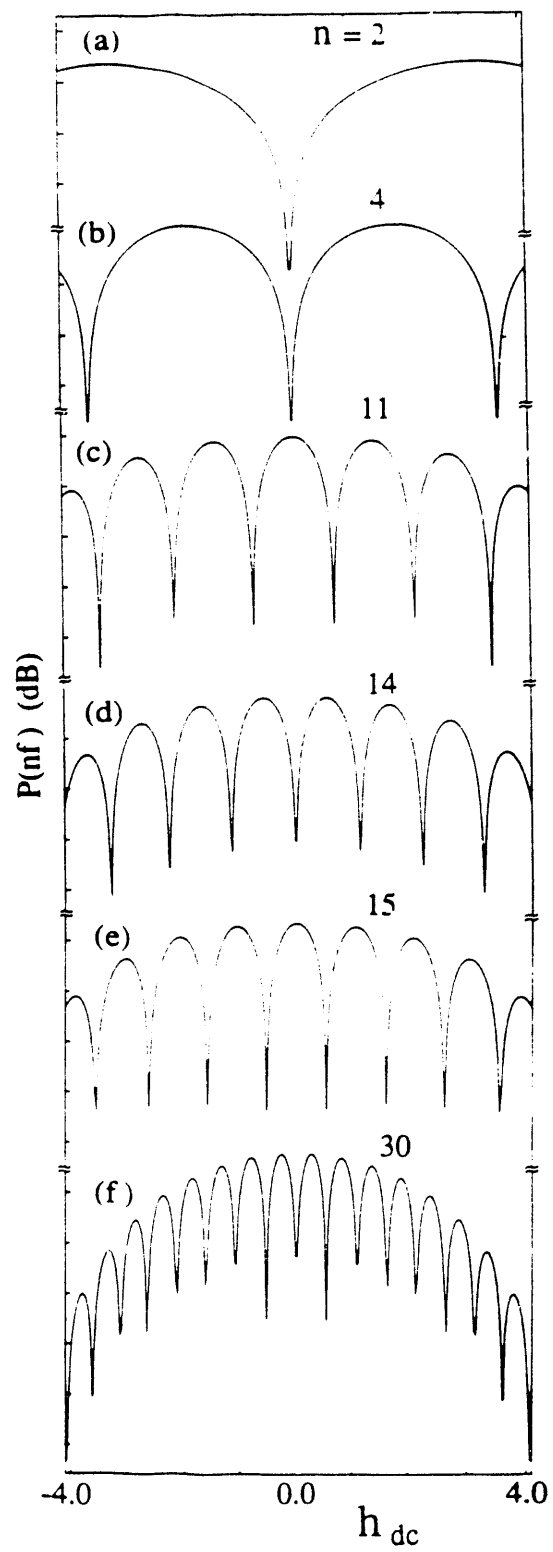 (a) n = 2
(b) 4
(c) 11
(d) 14
(e) 15
(f) 30
P(nf) (dB)
-4.0 0.0 4.0
h dc